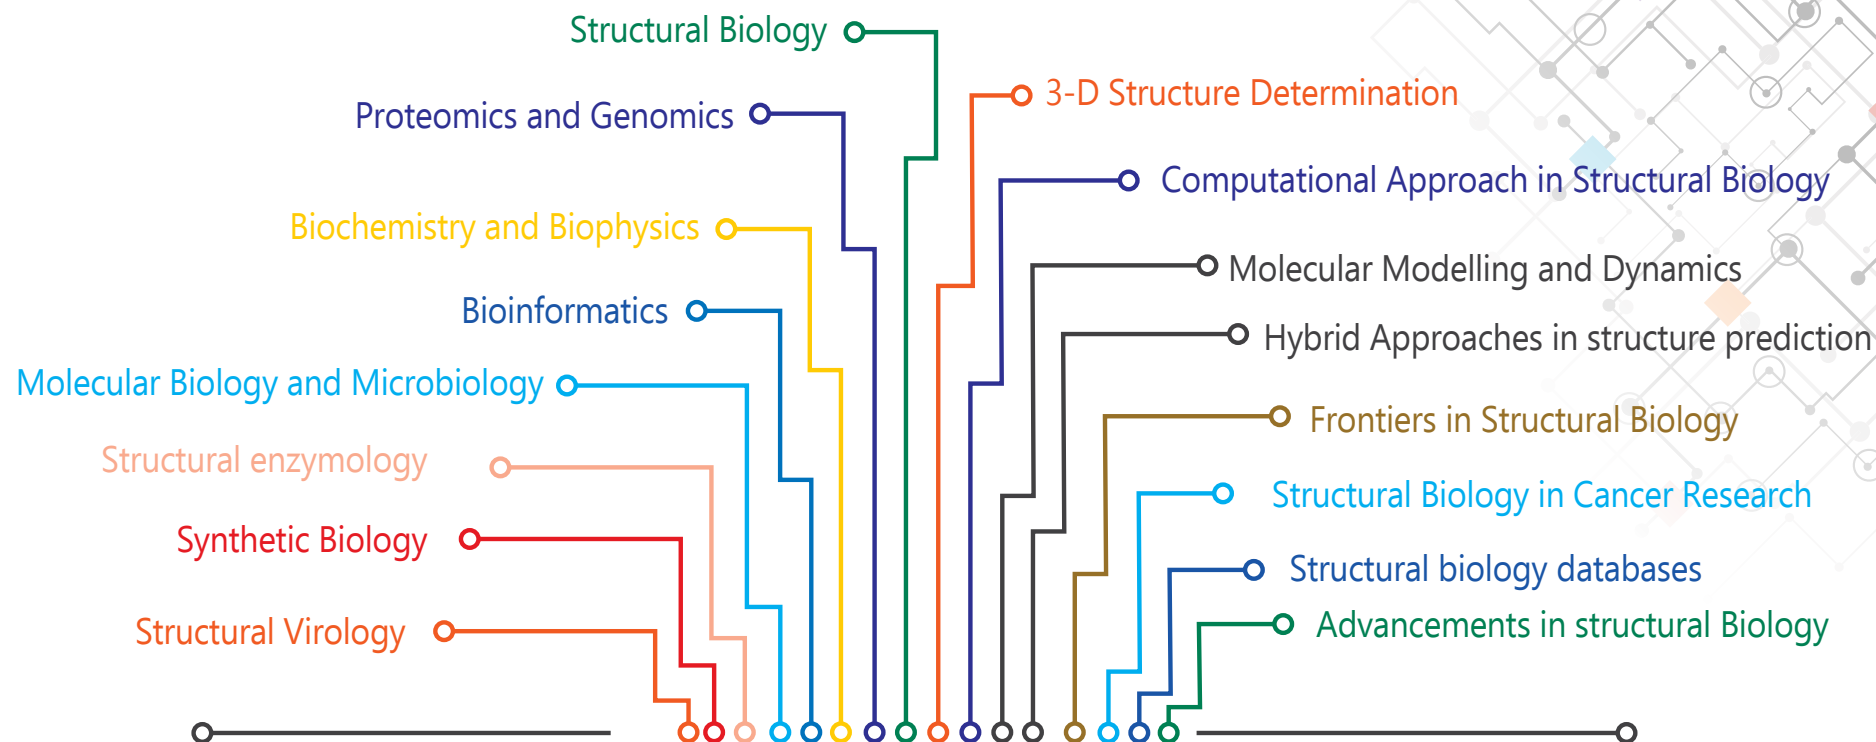 Structural Biology
Proteomics and Genomics
Biochemistry and Biophysics
Bioinformatics
Molecular Biology and Microbiology
Structural enzymology
Synthetic Biology
Structural Virology
3-D Structure Determination
Computational Approach in Structural Biology
Molecular Modelling and Dynamics
Hybrid Approaches in structure prediction
Frontiers in Structural Biology
Structural Biology in Cancer Research
Structural biology databases
Advancements in structural Biology